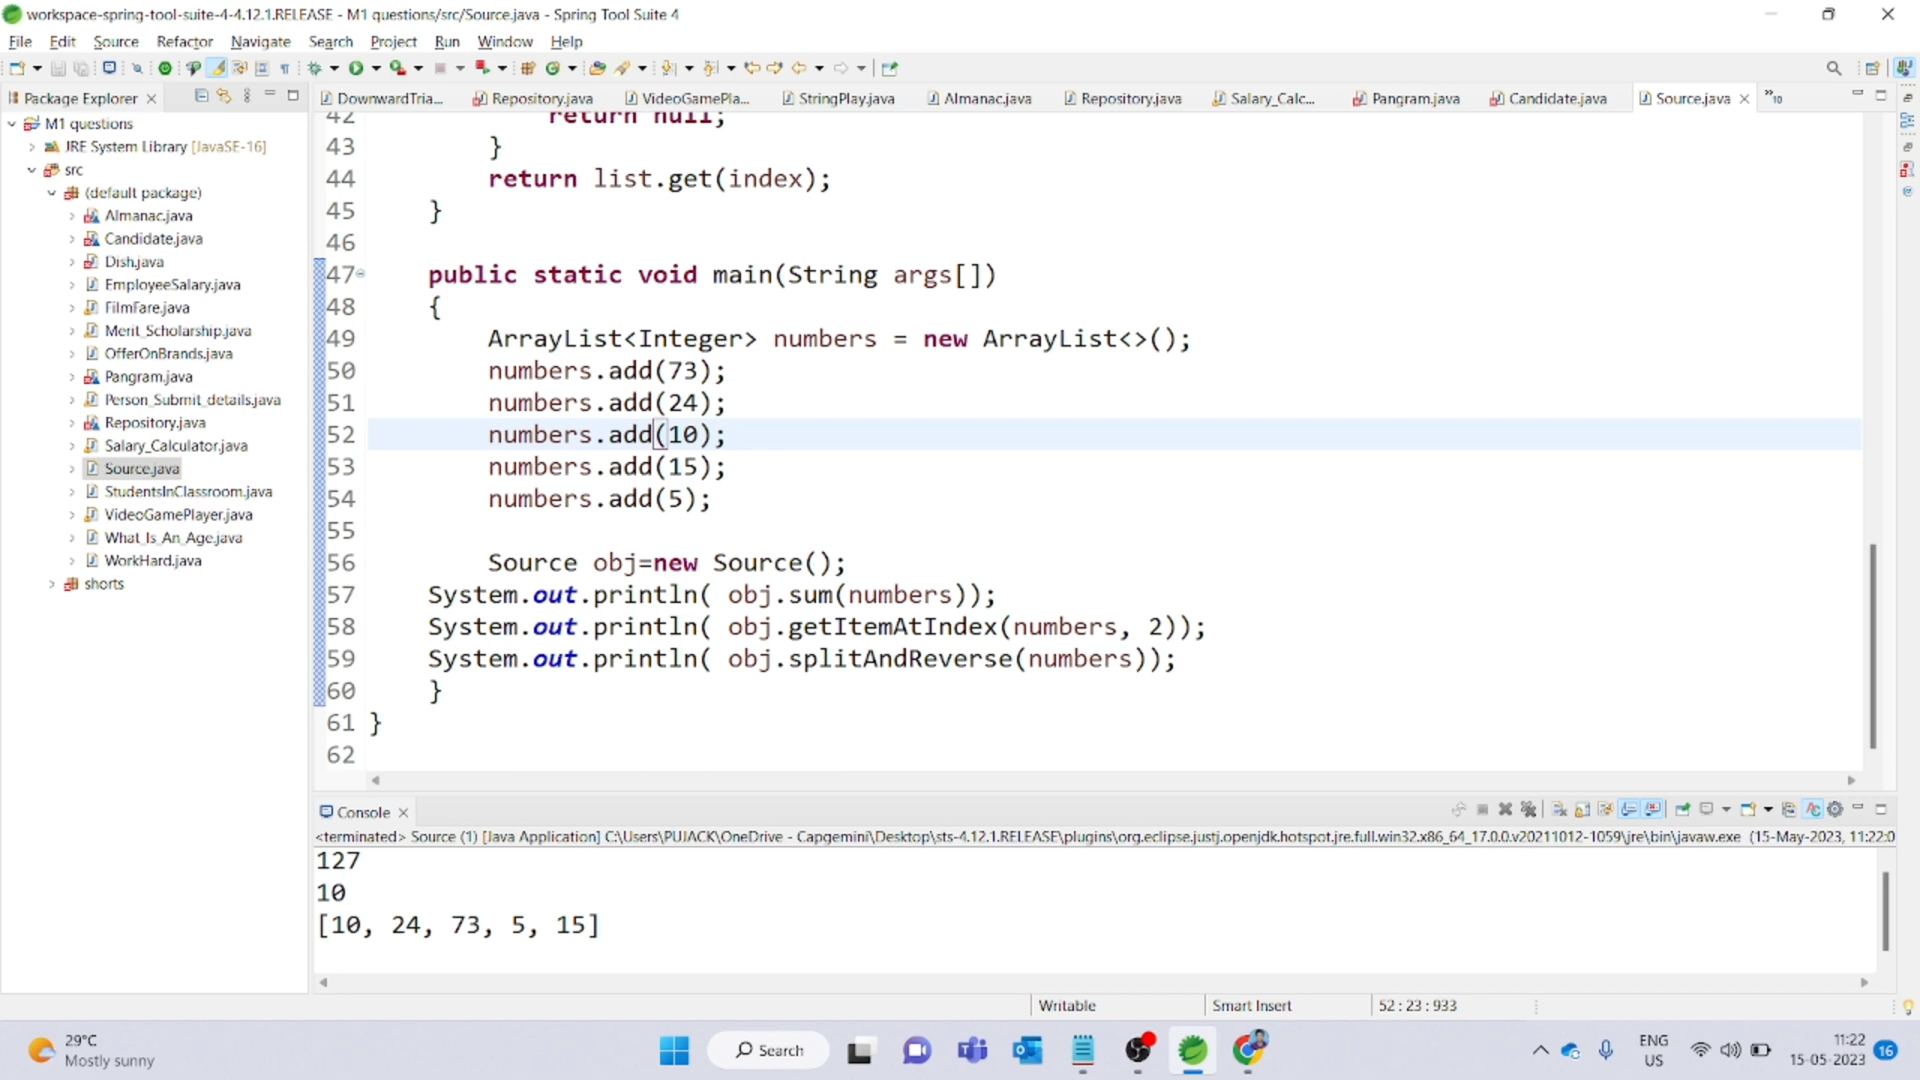 workspace-spring-tool-suite-4-4.12.1.RELEASE - M1 questions/src/Source.java - Spring Tool Suite 4
File Edit Source Refactor Navigate Search Project Run Window Help
Package Explorer
DownwardTria... Repository.java VideoGamePla... StringPlay.java Almanac.java Repository.java Salary_Calc... Pangram.java Candidate.java Source.java »10
M1 questions
JRE System Library [JavaSE-16]
src
(default package)
Almanac.java
Candidate.java
Dish.java
EmployeeSalary.java
FilmFare.java
Merit_Scholarship.java
OfferOnBrands.java
Pangram.java
Person_Submit_details.java
Repository.java
Salary_Calculator.java
Source.java
StudentsInClassroom.java
VideoGamePlayer.java
What_Is_An_Age.java
WorkHard.java
shorts
42 return null;
43 }
44 return list.get(index);
45 }
46
47 public static void main(String args[])
48 {
49 ArrayList<Integer> numbers = new ArrayList<>();
50 numbers.add(73);
51 numbers.add(24);
52 numbers.add(10);
53 numbers.add(15);
54 numbers.add(5);
55
56 Source obj=new Source();
57 System.out.println( obj.sum(numbers));
58 System.out.println( obj.getItemAtIndex(numbers, 2));
59 System.out.println( obj.splitAndReverse(numbers));
60 }
61 }
62
Console
<terminated> Source (1) [Java Application] C:\Users\PUJACK\OneDrive - Capgemini\Desktop\sts-4.12.1.RELEASE\plugins\org.eclipse.justj.openjdk.hotspot.jre.full.win32.x86_64_17.0.0.v20211012-1059\jre\bin\javaw.exe (15-May-2023, 11:22:0
127
10
[10, 24, 73, 5, 15]
Writable Smart Insert 52 : 23 : 933
29°C
Mostly sunny
Search
ENG
US
11:22
15-05-2023
16